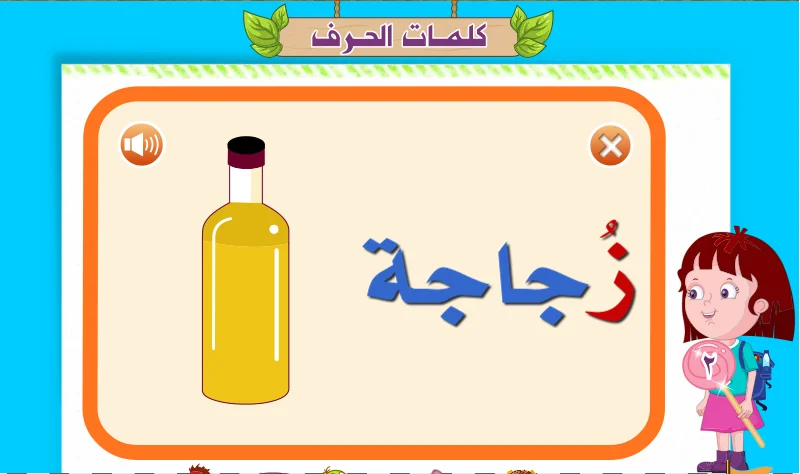 كلمات الحرف
زُجاجة
٢